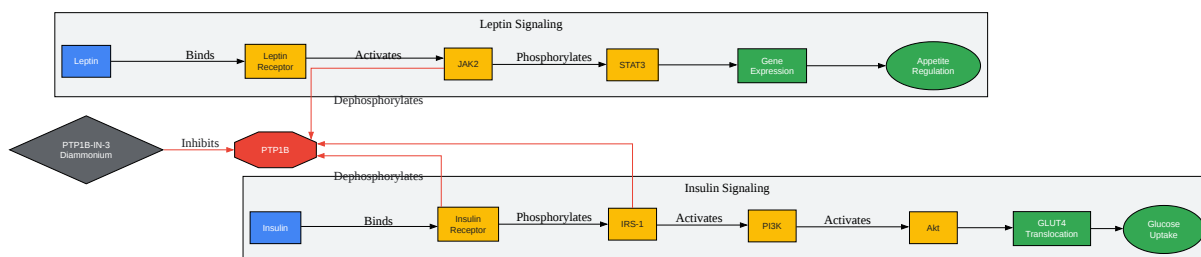 Leptin Signaling
Leptin
Binds
Leptin
Receptor
Activates
JAK2
Phosphorylates
STAT3
Gene
Expression
Appetite
Regulation
Dephosphorylates
PTP1B-IN-3
Diammonium
Inhibits
PTP1B
Dephosphorylates
Insulin Signaling
Insulin
Binds
Insulin
Receptor
Phosphorylates
IRS-1
Activates
PI3K
Activates
Akt
GLUT4
Translocation
Glucose
Uptake